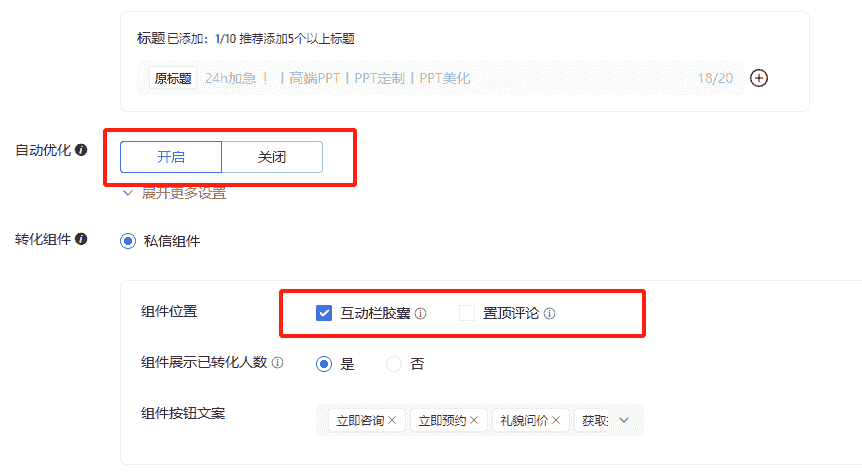 标题 已添加: 1/10 推荐添加5个以上标题
原标题 24h加急 | | 高端PPT | PPT定制 | PPT美化 18/20
自动优化 开启 关闭
展开更多设置
转化组件 私信组件
组件位置 互动栏胶囊 置顶评论
组件展示已转化人数 是 否
组件按钮文案 立即咨询 立即预约 礼貌问价 获取